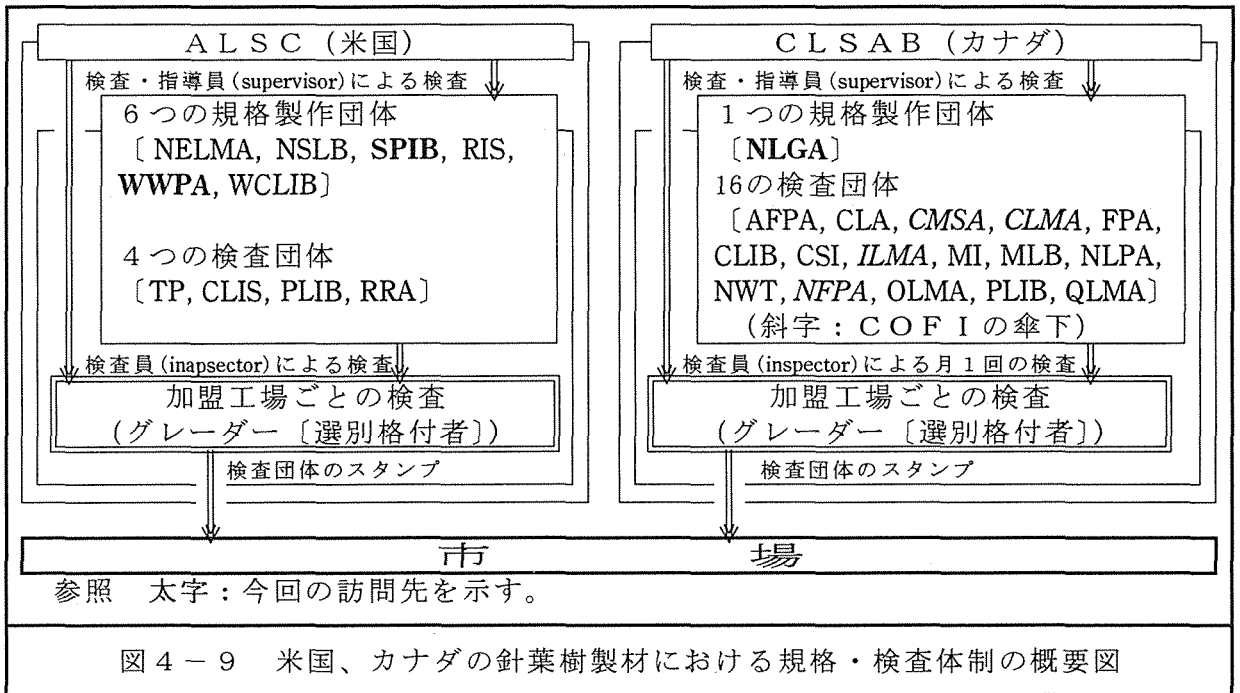 ＡＬＳＣ（米国）
検査・指導員(supervisor)による検査
６つの規格製作団体
〔NELMA, NSLB, SPIB, RIS,
WWPA, WCLIB〕
４つの検査団体
〔TP, CLIS, PLIB, RRA〕
検査員(inapsector)による検査
加盟工場ごとの検査
（グレーダー〔選別格付者〕）
検査団体のスタンプ
ＣＬＳＡＢ（カナダ）
検査・指導員(supervisor)による検査
１つの規格製作団体
〔NLGA〕
16の検査団体
〔AFPA, CLA, CMSA, CLMA, FPA,
CLIB, CSI, ILMA, MI, MLB, NLPA,
NWT, NFPA, OLMA, PLIB, QLMA〕
（斜字：ＣＯＦＩの傘下）
検査員(inspector)による月１回の検査
加盟工場ごとの検査
（グレーダー〔選別格付者〕）
検査団体のスタンプ
市場
参照　太字：今回の訪問先を示す。
図４－９　米国、カナダの針葉樹製材における規格・検査体制の概要図